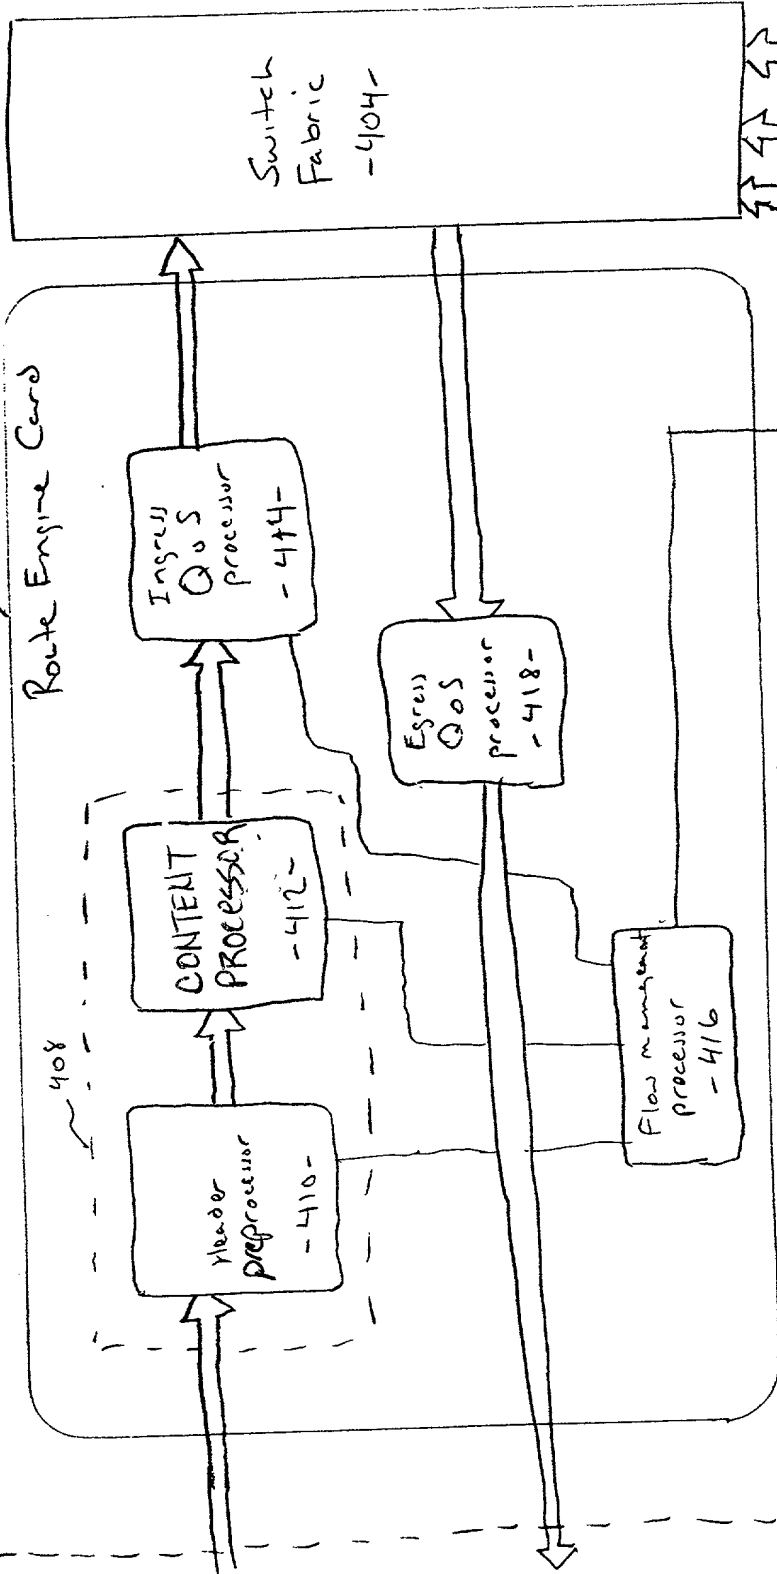 Switch
Fabric
-404-
Route Engine Card
Ingress
QoS
processor
-414-
CONTENT
PROCESSOR
-412-
408
Header
preprocessor
-410-
Egress
QoS
processor
-418-
Flow management
processor
-416